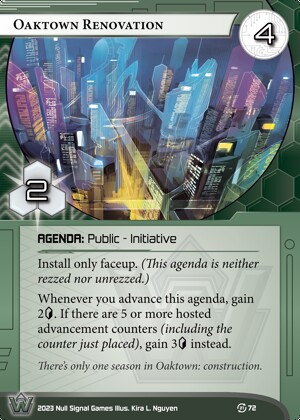 Oaktown Renovation
4
2
AGENDA: Public - Initiative
Install only faceup. (This agenda is neither
rezzed nor unrezzed.)
Whenever you advance this agenda, gain
2. If there are 5 or more hosted
advancement counters (including the
counter just placed), gain 3 instead.
There's only one season in Oaktown: construction.
2023 Null Signal Games Illus. Kira L. Nguyen
72